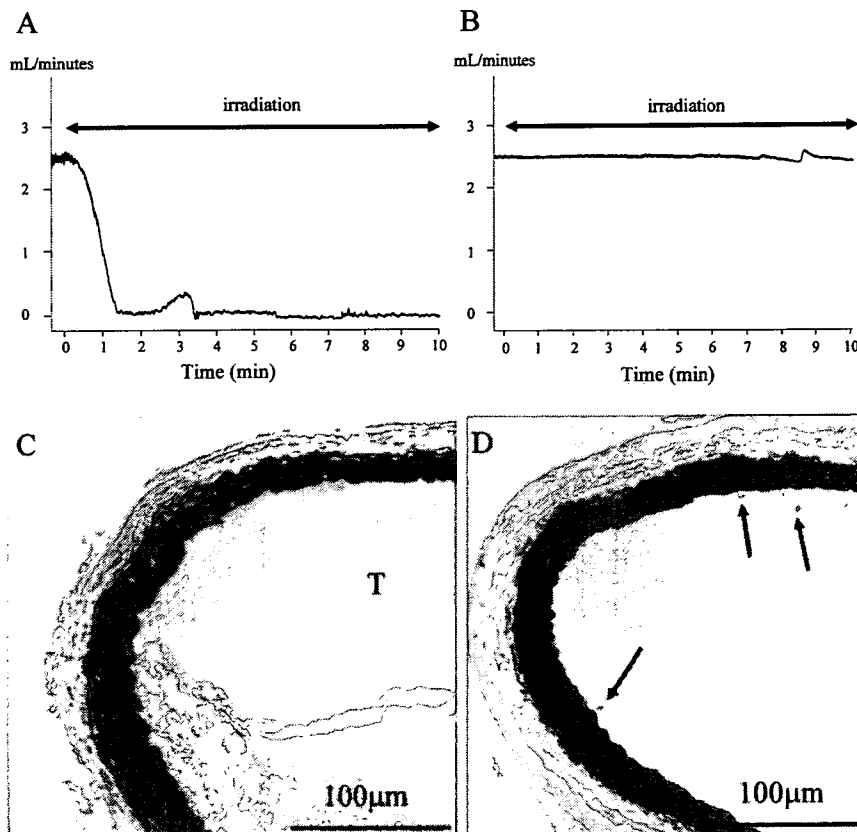 A
mL/minutes
irradiation
3
2
1
0
0 1 2 3 4 5 6 7 8 9 10
Time (min)
B
mL/minutes
irradiation
3
2
1
0
0 1 2 3 4 5 6 7 8 9 10
Time (min)
C
T
100μm
D
100μm